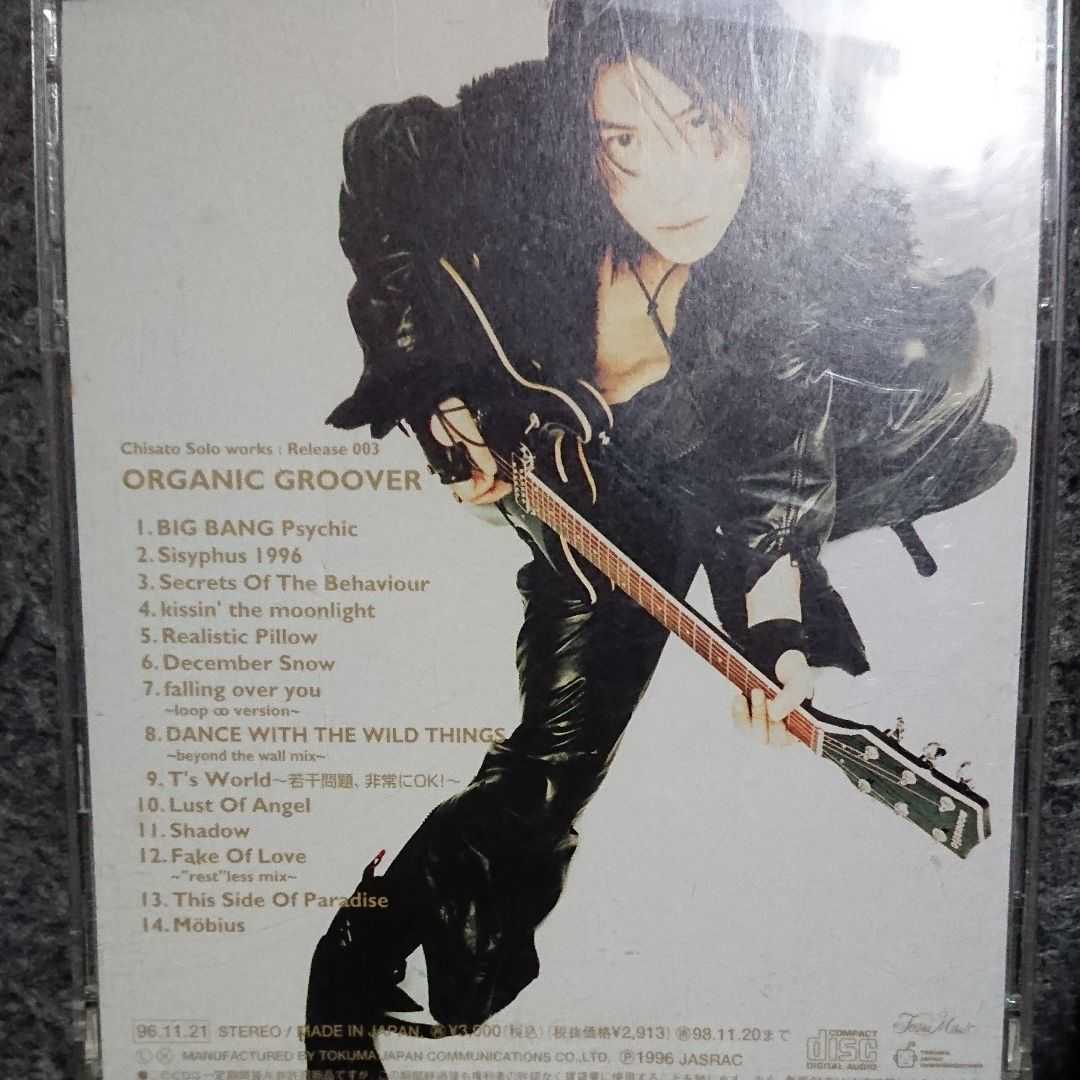 Chisato Solo works : Release 003
ORGANIC GROOVER
1. BIG BANG Psychic
2. Sisyphus 1996
3. Secrets Of The Behaviour
4. kissin' the moonlight
5. Realistic Pillow
6. December Snow
7. falling over you
~loop ∞ version~
8. DANCE WITH THE WILD THINGS
~beyond the wall mix~
9. T's World~若干問題、非常にOK!~
10. Lust Of Angel
11. Shadow
12. Fake Of Love
~"rest"less mix~
13. This Side Of Paradise
14. Möbius
96.11.21 STEREO / MADE IN JAPAN ¥3,000(税込) (税抜価格¥2,913) 98.11.20まで
MANUFACTURED BY TOKUMA JAPAN COMMUNICATIONS CO., LTD. Ⓟ 1996 JASRAC
COMPACT
disc
DIGITAL AUDIO